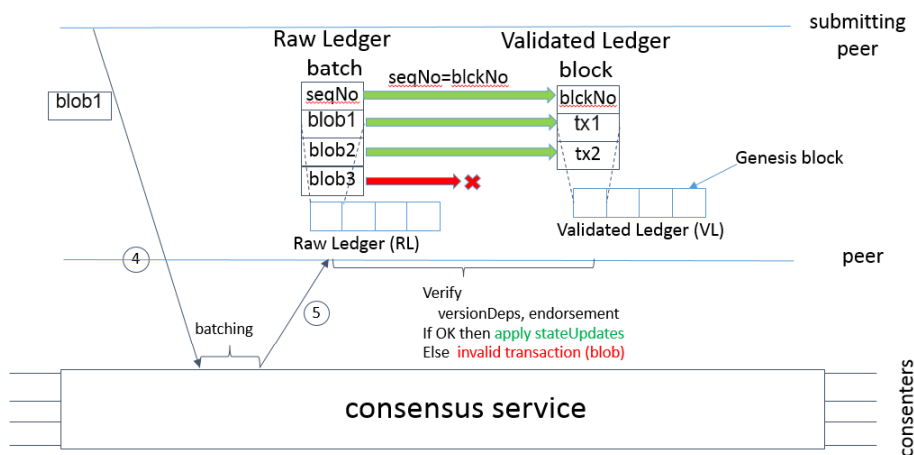 submitting
peer
Raw Ledger
batch
Validated Ledger
block
seqNo
seqNo=blckNo
blckNo
blob1
blob1
tx1
blob2
tx2
blob3
Genesis block
Raw Ledger (RL)
Validated Ledger (VL)
4
peer
5
Verify
versionDeps, endorsement
If OK then apply stateUpdates
Else invalid transaction (blob)
batching
consensus service
consenters